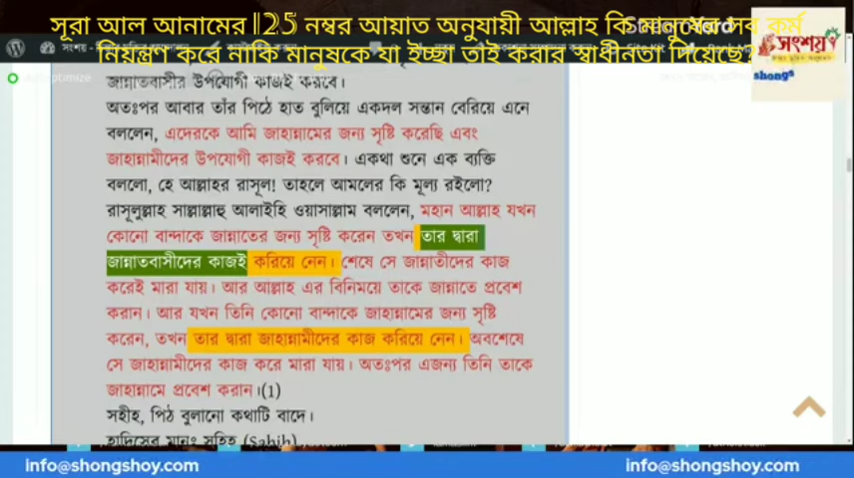 সূরা আল আনামের 125 নম্বর আয়াত অনুযায়ী আল্লাহ কি মানুষের সব কর্ম
নিয়ন্ত্রণ করে নাকি মানুষকে যা ইচ্ছা তাই করার স্বাধীনতা দিয়েছে?
সংশয়
shongs
জান্নাতবাসীর উপযোগী কাজই করবে।
অতঃপর আবার তাঁর পিঠে হাত বুলিয়ে একদল সন্তান বেরিয়ে এনে
বললেন, এদেরকে আমি জাহান্নামের জন্য সৃষ্টি করেছি এবং
জাহান্নামীদের উপযোগী কাজই করবে। একথা শুনে এক ব্যক্তি
বললো, হে আল্লাহর রাসূল! তাহলে আমলের কি মূল্য রইলো?
রাসূলুল্লাহ সাল্লাল্লাহু আলাইহি ওয়াসাল্লাম বললেন, মহান আল্লাহ যখন
কোনো বান্দাকে জান্নাতের জন্য সৃষ্টি করেন তখন তার দ্বারা
জান্নাতবাসীদের কাজই করিয়ে নেন। শেষে সে জান্নাতীদের কাজ
করেই মারা যায়। আর আল্লাহ এর বিনিময়ে তাকে জান্নাতে প্রবেশ
করান। আর যখন তিনি কোনো বান্দাকে জাহান্নামের জন্য সৃষ্টি
করেন, তখন তার দ্বারা জাহান্নামীদের কাজ করিয়ে নেন। অবশেষে
সে জাহান্নামীদের কাজ করে মারা যায়। অতঃপর এজন্য তিনি তাকে
জাহান্নামে প্রবেশ করান।(1)
সহীহ, পিঠ বুলানো কথাটি বাদে।
হাদিসের মানঃ সহিহ (Sahih)
info@shongshoy.com info@shongshoy.com